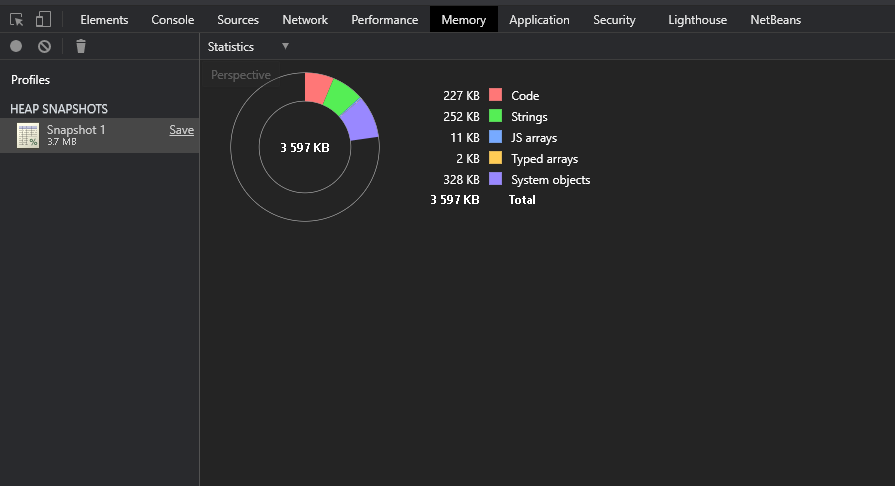 Elements Console Sources Network Performance Memory Application Security Lighthouse NetBeans
Statistics ▼
Profiles
HEAP SNAPSHOTS
Snapshot 1 Save
3.7 MB
Perspective
3 597 KB
227 KB Code
252 KB Strings
11 KB JS arrays
2 KB Typed arrays
328 KB System objects
3 597 KB Total